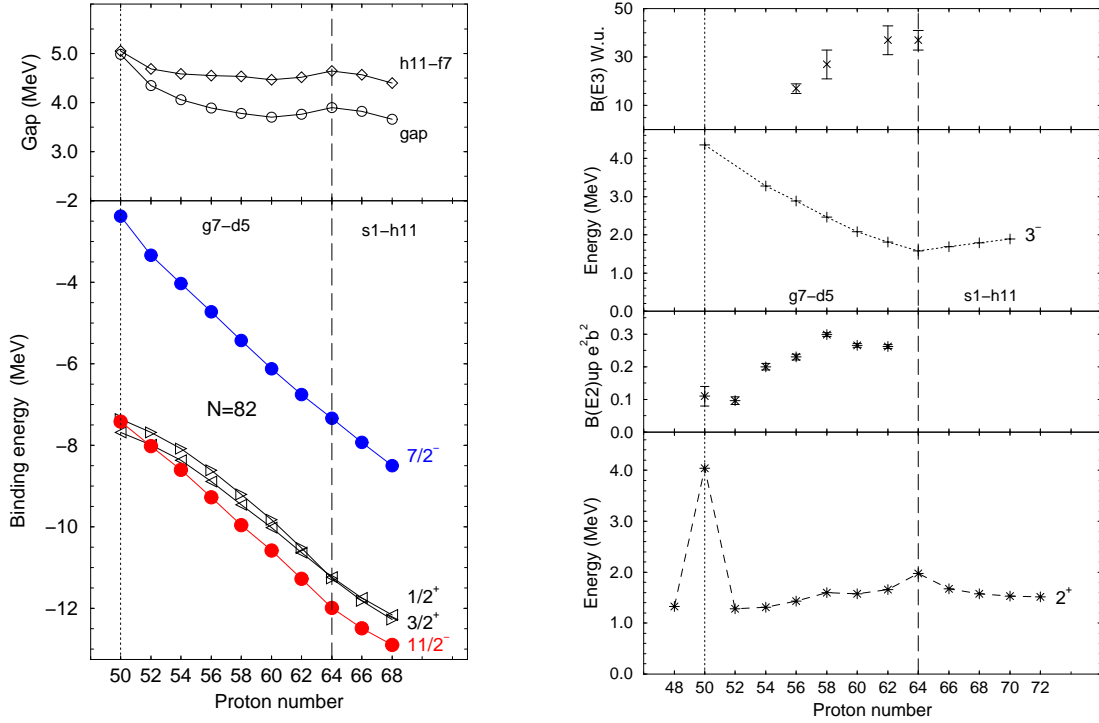 5.0
4.0
3.0
−2
Gap (MeV)
h11−f7
gap
g7−d5
s1−h11
−4
−6
−8
−10
−12
Binding energy (MeV)
N=82
7/2⁻
1/2⁺
3/2⁺
11/2⁻
50 52 54 56 58 60 62 64 66 68
Proton number
50
30
10
B(E3) W.u.
4.0
3.0
2.0
1.0
0.0
Energy (MeV)
3⁻
g7−d5
s1−h11
0.3
0.2
0.1
0.0
B(E2)up e²b²
4.0
2.0
1.0
0.0
Energy (MeV)
2⁺
48 50 52 54 56 58 60 62 64 66 68 70 72
Proton number